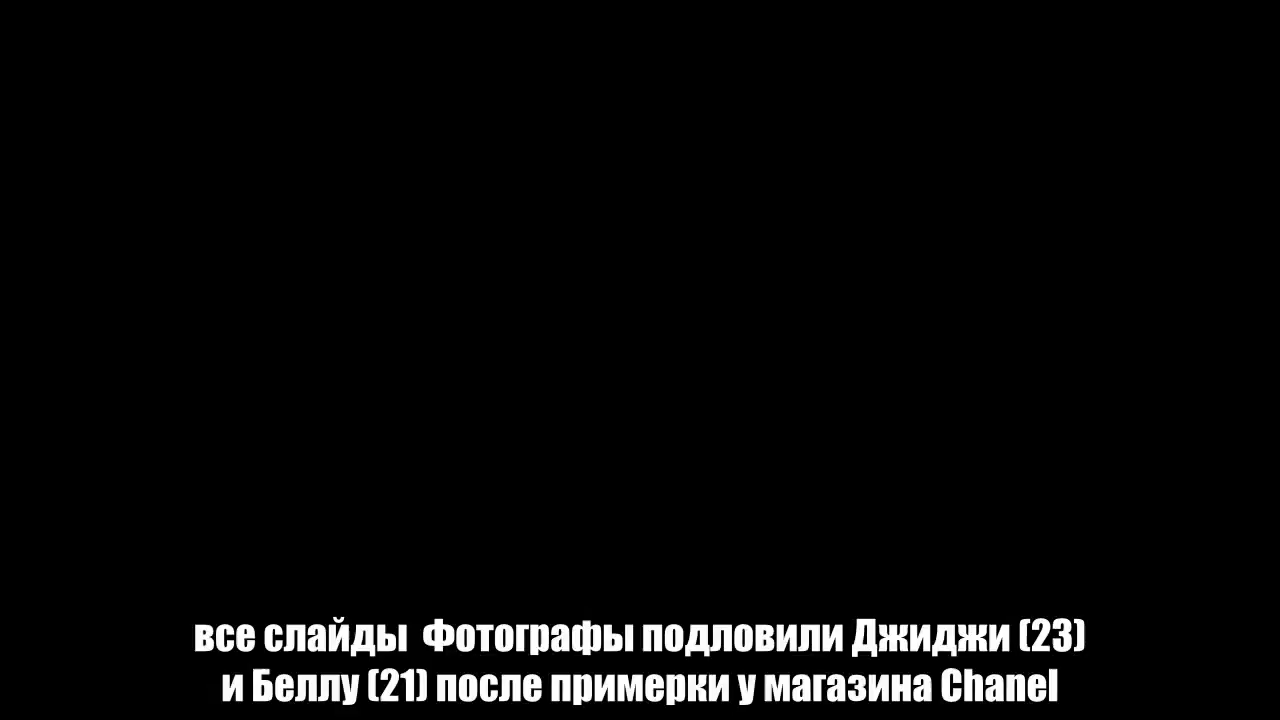 все слайды  Фотографы подловили Джиджи (23)
и Беллу (21) после примерки у магазина Chanel